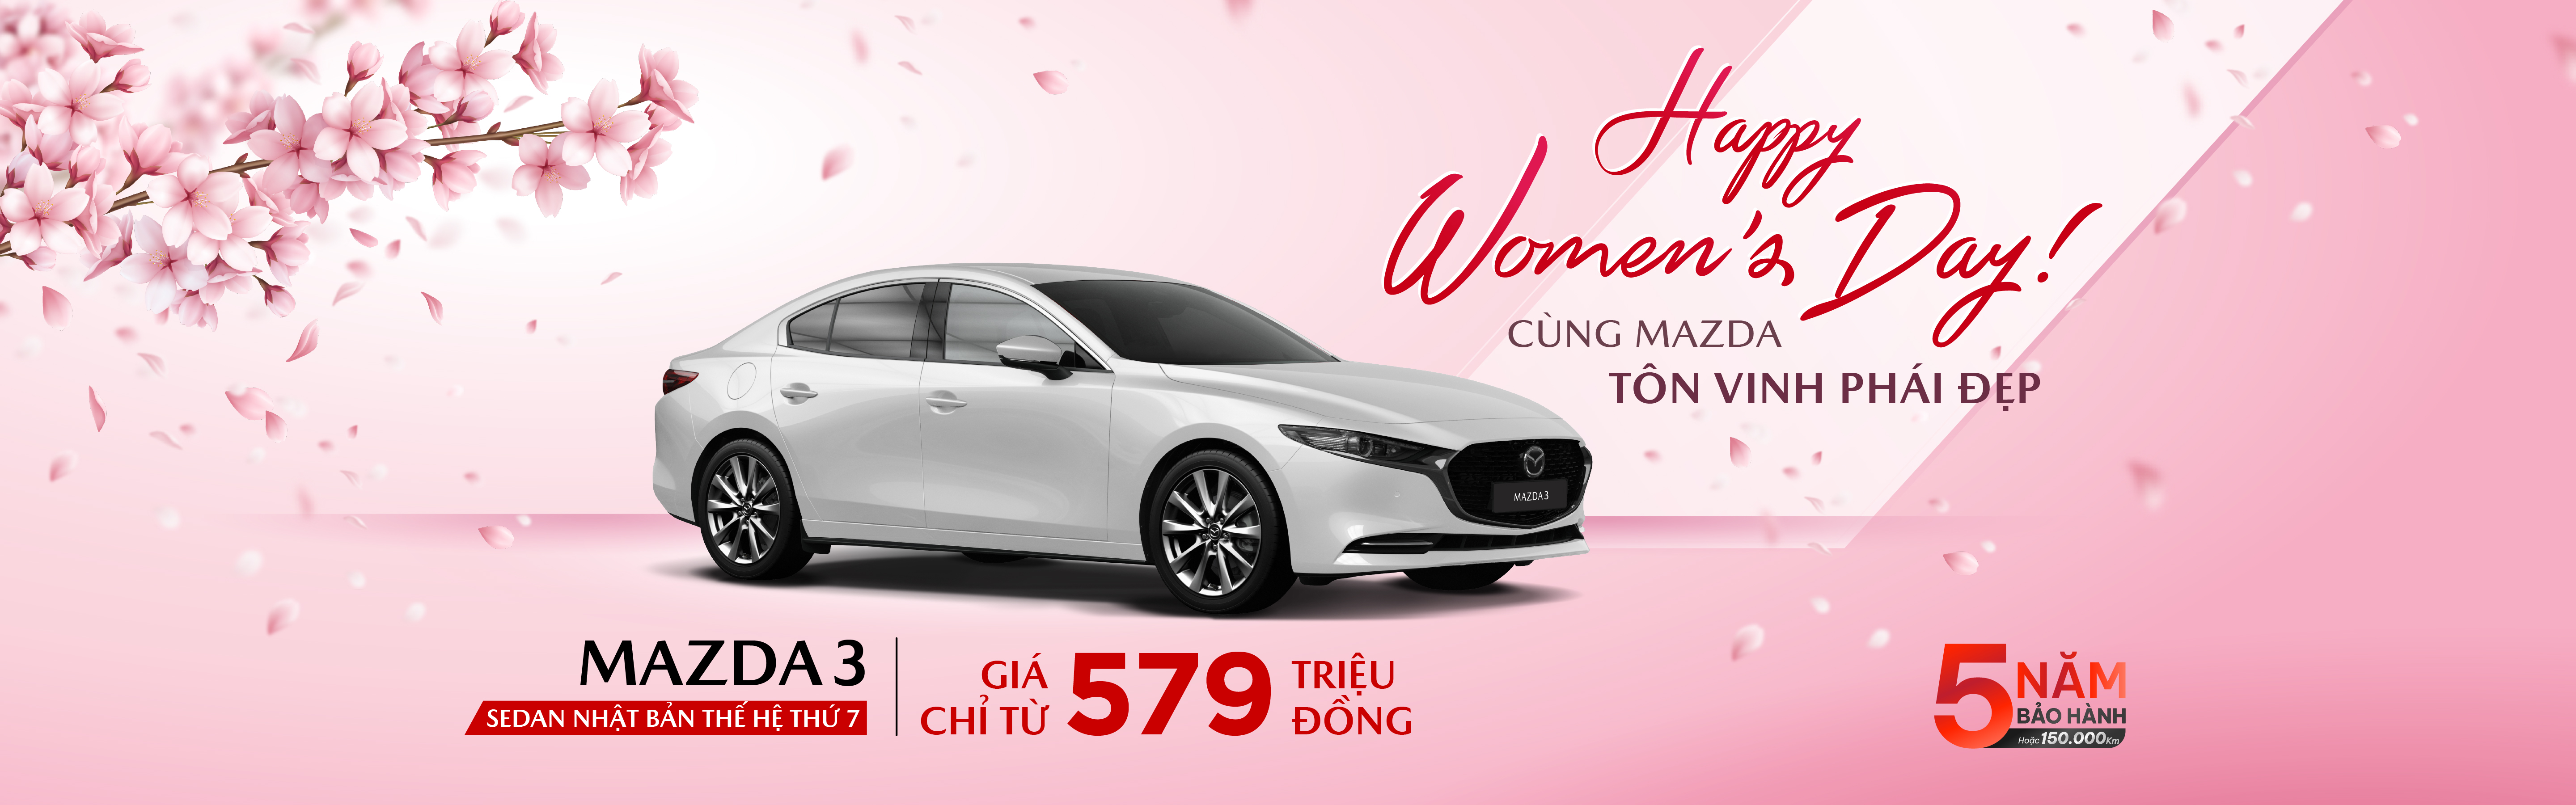 Happy
Women's Day!
CÙNG MAZDA
TÔN VINH PHÁI ĐẸP
MAZDA 3
MAZDA 3
SEDAN NHẬT BẢN THẾ HỆ THỨ 7
GIÁ
CHỈ TỪ
579
TRIỆU
ĐỒNG
5 NĂM
BẢO HÀNH
Hoặc 150.000Km